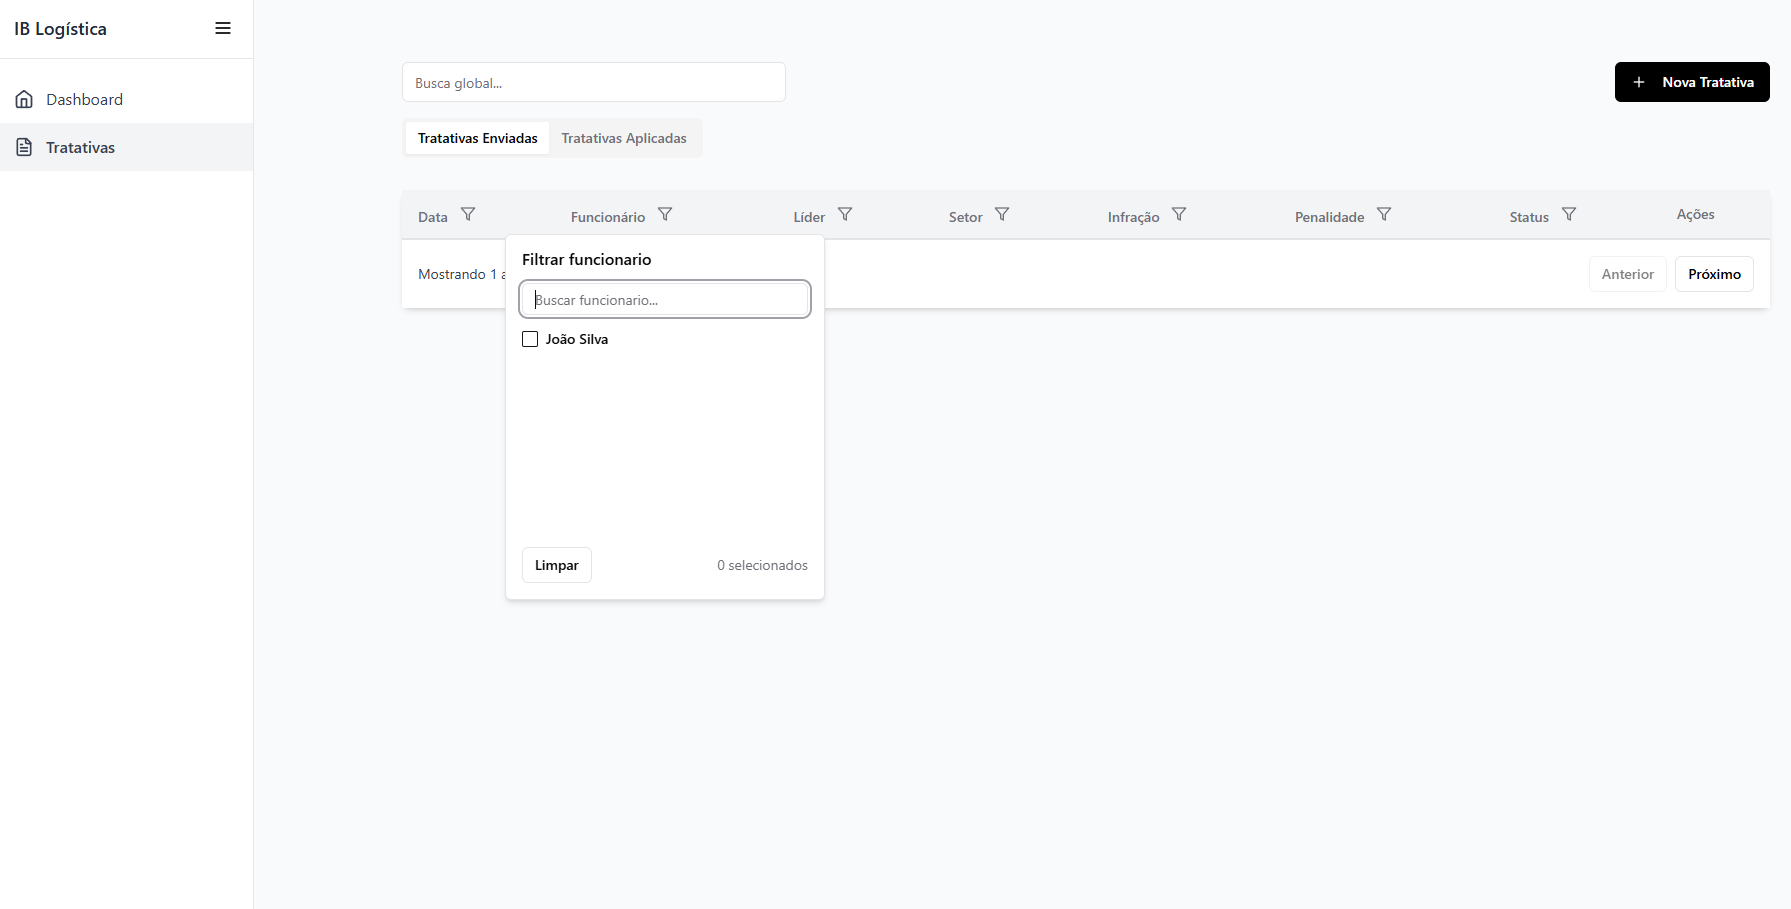 IB Logística
Dashboard
Tratativas
Busca global...
Nova Tratativa
Tratativas Enviadas Tratativas Aplicadas
Data Funcionário Líder Setor Infração Penalidade Status Ações
Mostrando 1 a
Anterior Próximo
Filtrar funcionario
Buscar funcionario...
João Silva
Limpar 0 selecionados